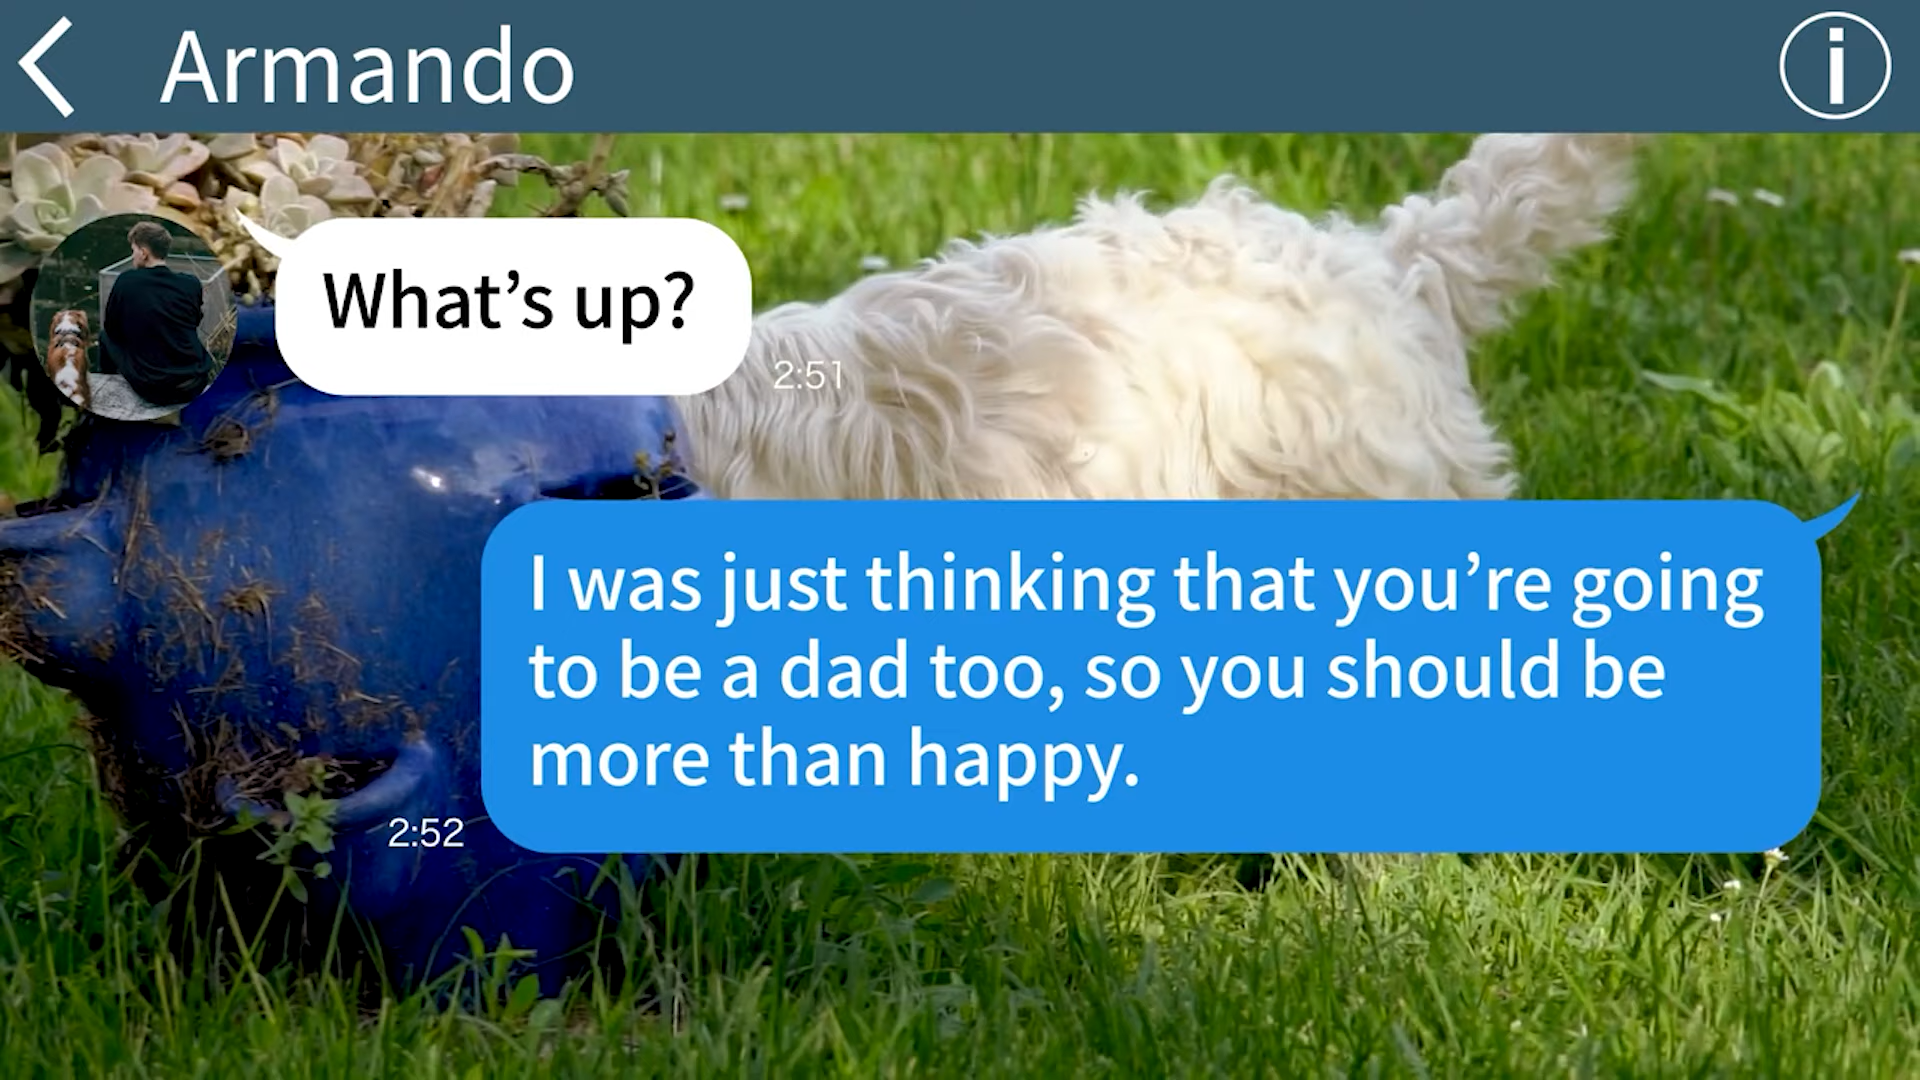 Armando
What’s up?
2:51
I was just thinking that you’re going
to be a dad too, so you should be
more than happy.
2:52